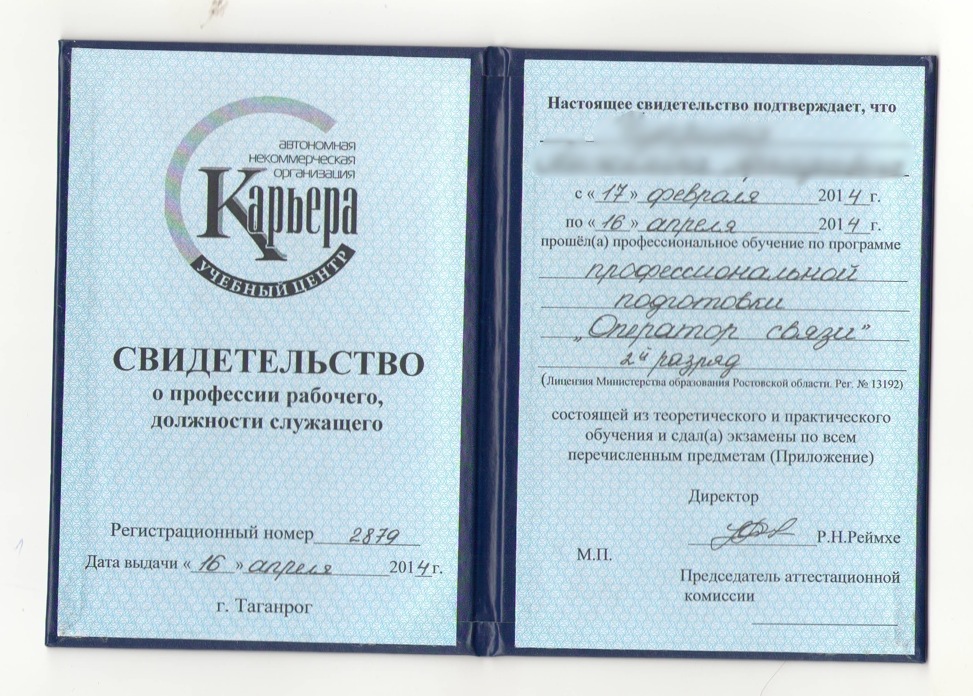 автономная
некоммерческая
организация
Карьера
УЧЕБНЫЙ ЦЕНТР
СВИДЕТЕЛЬСТВО
о профессии рабочего,
должности служащего
Регистрационный номер 2879
Дата выдачи « 16 » апреля 2014 г.
г. Таганрог
Настоящее свидетельство подтверждает, что
с « 17 » февраля 2014 г.
по « 16 » апреля 2014 г.
прошёл(а) профессиональное обучение по программе
профессиональной
подготовки
„Оператор связи”
2й разряд
(Лицензия Министерства образования Ростовской области. Рег. № 13192)
состоящей из теоретического и практического
обучения и сдал(а) экзамены по всем
перечисленным предметам (Приложение)
Директор
Р.Н.Реймхе
М.П.
Председатель аттестационной
комиссии